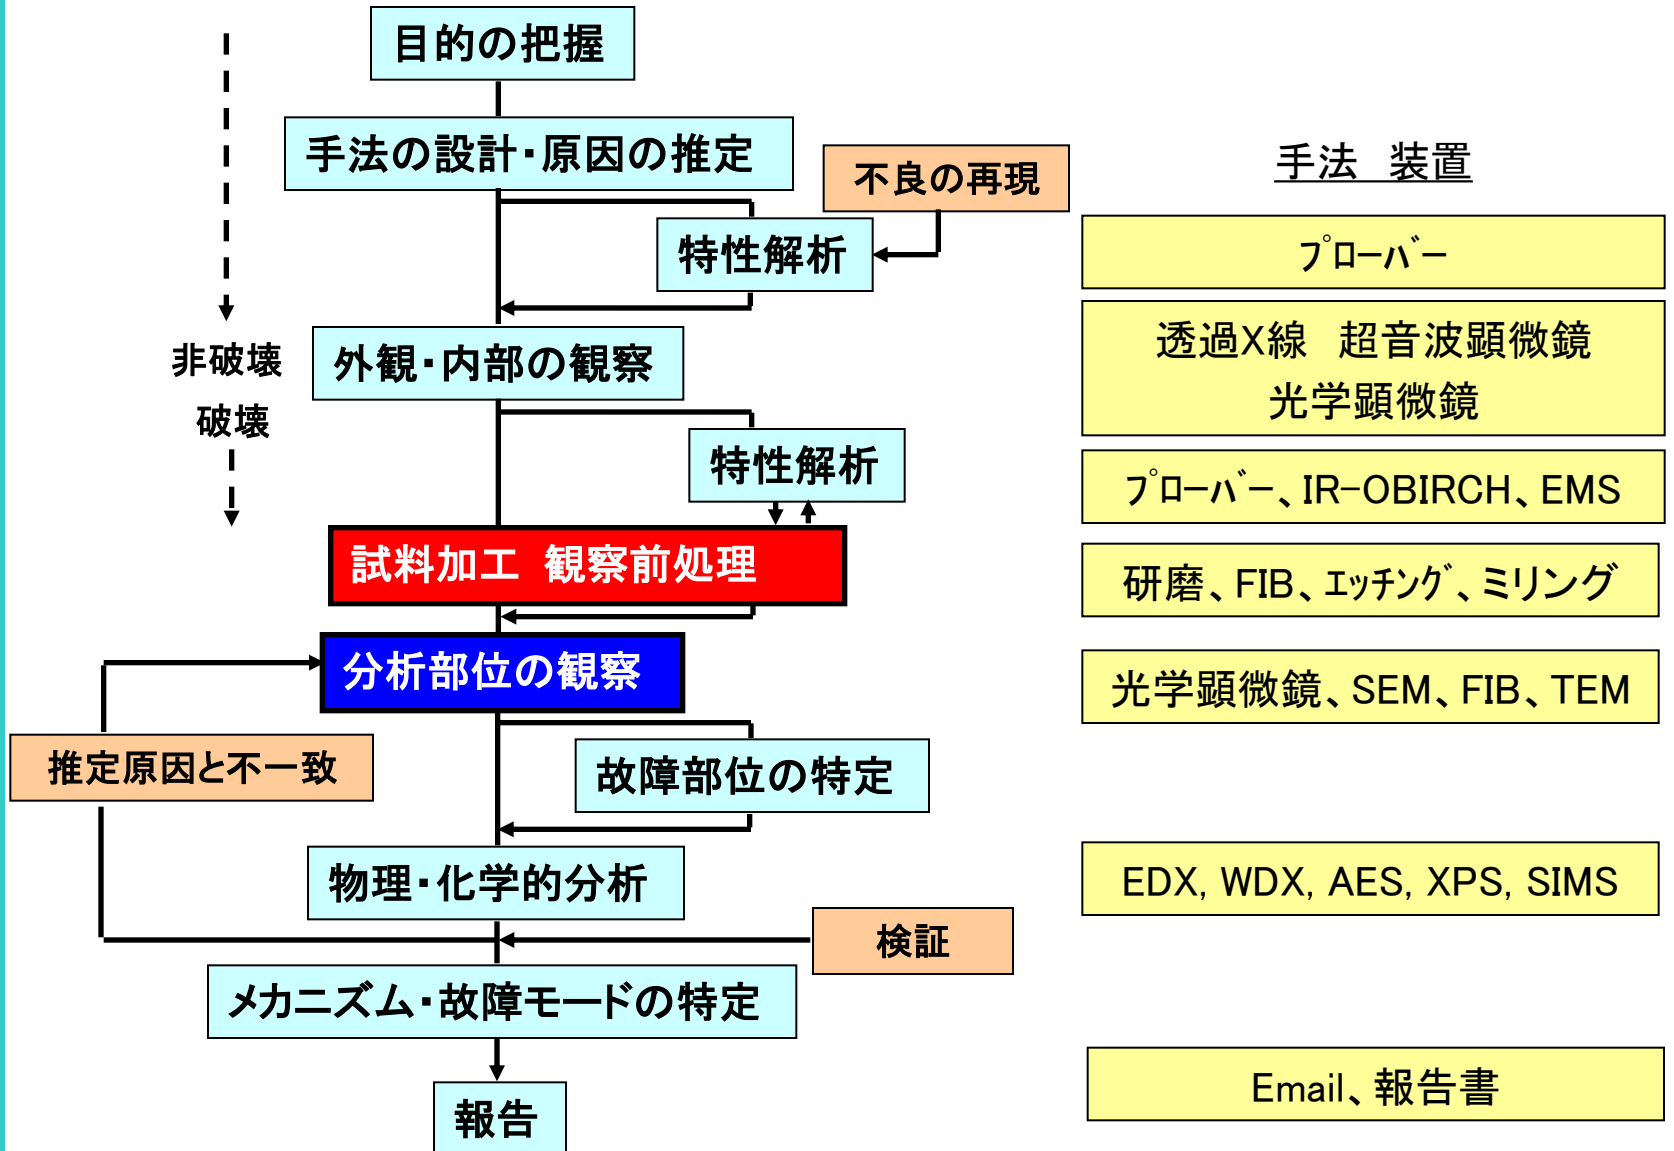 目的の把握
手法の設計・原因の推定
不良の再現
手法　装置
特性解析
ﾌﾟﾛｰﾊﾞｰ
非破壊
外観・内部の観察
透過X線　超音波顕微鏡
光学顕微鏡
破壊
特性解析
ﾌﾟﾛｰﾊﾞｰ、IR-OBIRCH、EMS
試料加工　観察前処理
研磨、FIB、ｴｯﾁﾝｸﾞ、ミリング
分析部位の観察
光学顕微鏡、SEM、FIB、TEM
推定原因と不一致
故障部位の特定
物理・化学的分析
EDX, WDX, AES, XPS, SIMS
検証
メカニズム・故障モードの特定
Email、報告書
報告